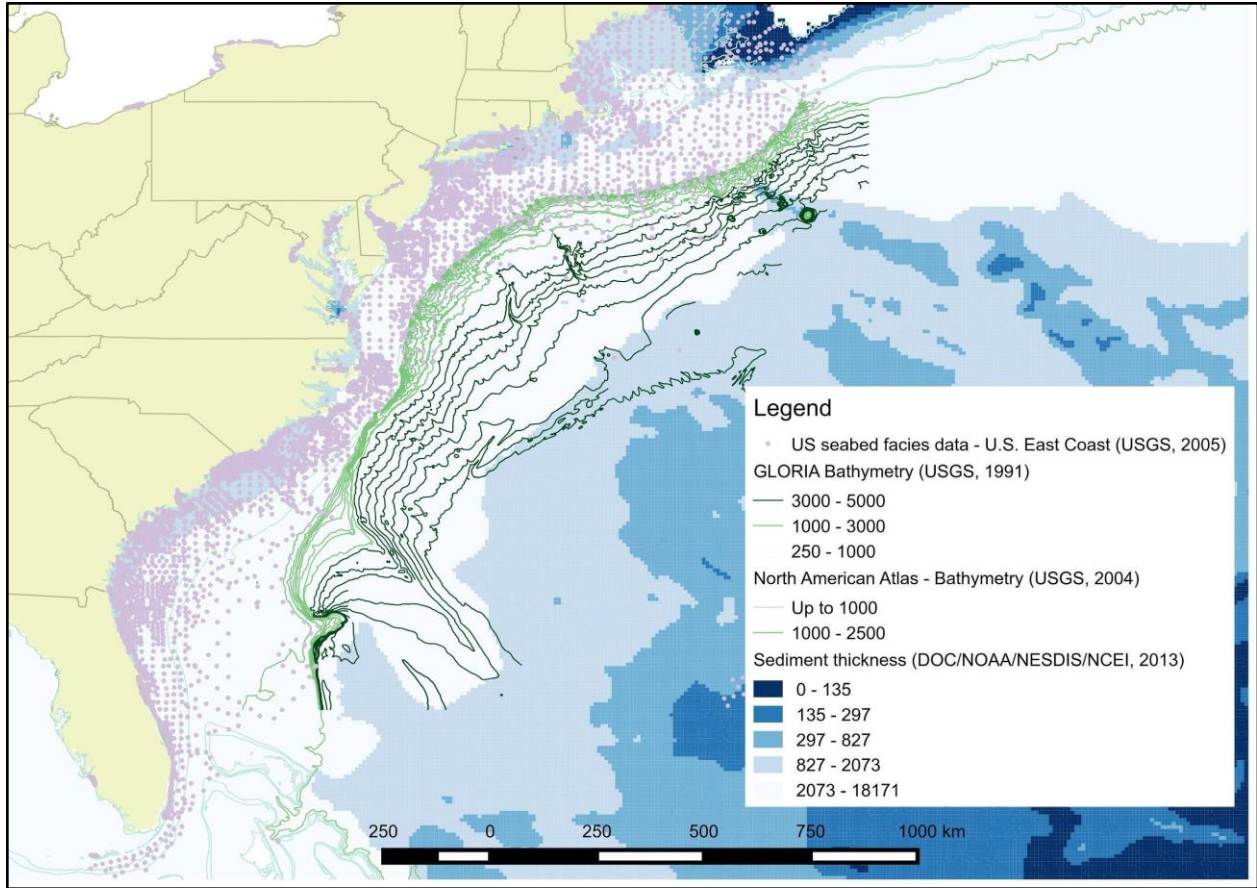 Legend
US seabed facies data - U.S. East Coast (USGS, 2005)
GLORIA Bathymetry (USGS, 1991)
3000 - 5000
1000 - 3000
250 - 1000
North American Atlas - Bathymetry (USGS, 2004)
Up to 1000
1000 - 2500
Sediment thickness (DOC/NOAA/NESDIS/NCEI, 2013)
0 - 135
135 - 297
297 - 827
827 - 2073
2073 - 18171
250 0 250 500 750 1000 km